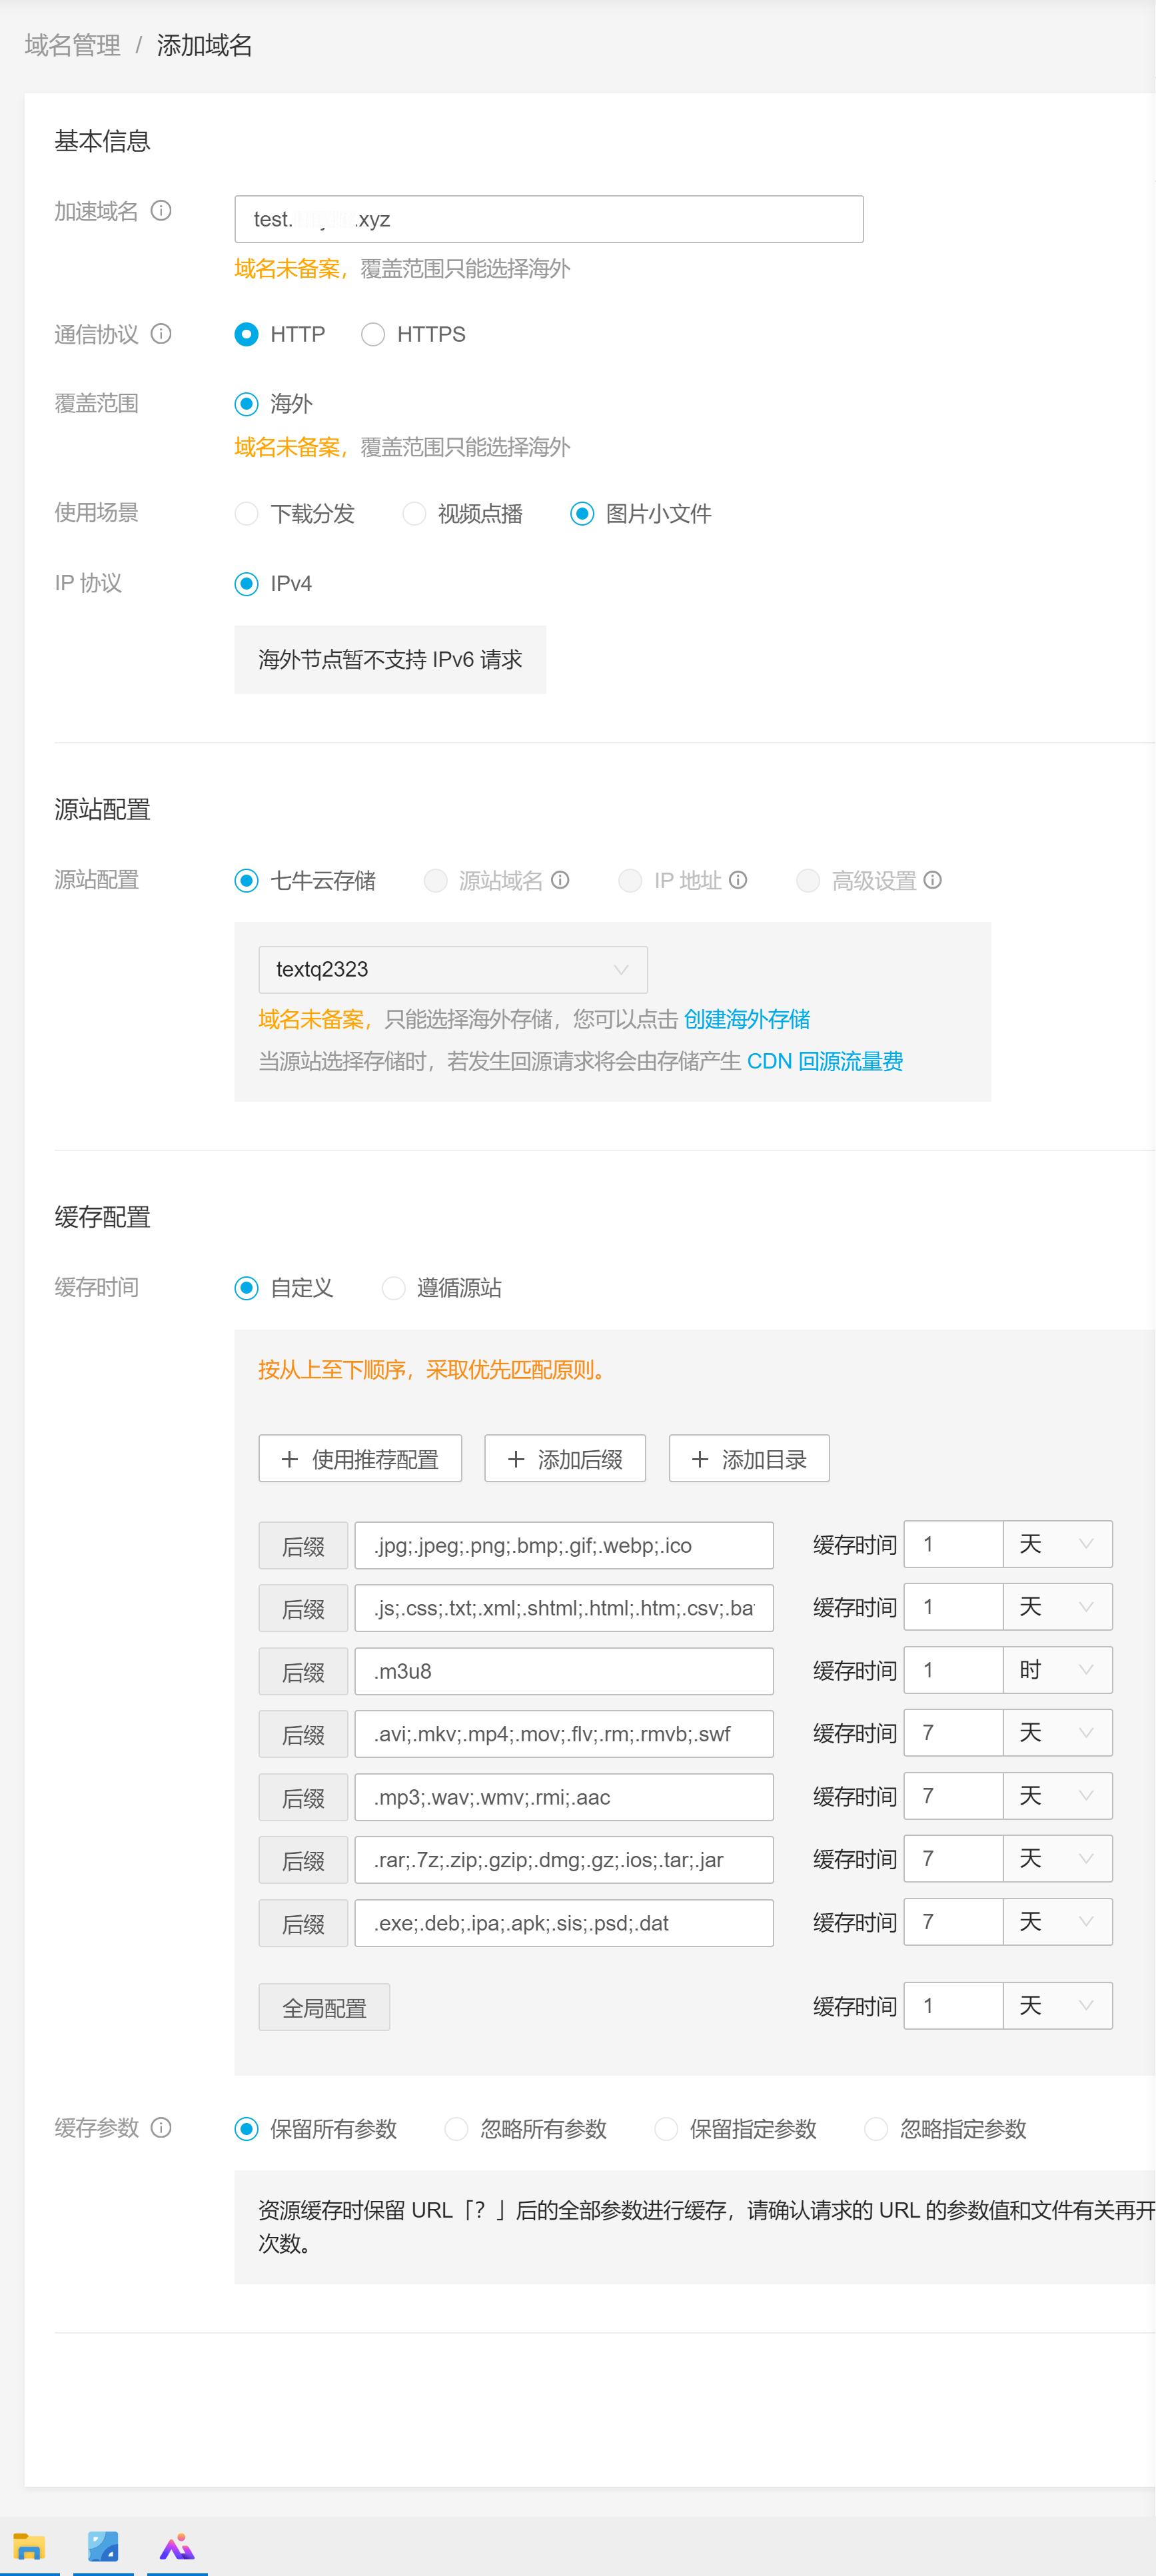 域名管理 / 添加域名
基本信息
加速域名 test. .xyz
域名未备案，覆盖范围只能选择海外
通信协议 HTTP HTTPS
覆盖范围 海外
域名未备案，覆盖范围只能选择海外
使用场景 下载分发 视频点播 图片小文件
IP 协议 IPv4
海外节点暂不支持 IPv6 请求
源站配置
源站配置 七牛云存储 源站域名 IP 地址 高级设置
textq2323
域名未备案，只能选择海外存储，您可以点击 创建海外存储
当源站选择存储时，若发生回源请求将会由存储产生 CDN 回源流量费
缓存配置
缓存时间 自定义 遵循源站
按从上至下顺序，采取优先匹配原则。
+ 使用推荐配置 + 添加后缀 + 添加目录
后缀 .jpg;.jpeg;.png;.bmp;.gif;.webp;.ico 缓存时间 1 天
后缀 .js;.css;.txt;.xml;.shtml;.html;.htm;.csv;.ba 缓存时间 1 天
后缀 .m3u8 缓存时间 1 时
后缀 .avi;.mkv;.mp4;.mov;.flv;.rm;.rmvb;.swf 缓存时间 7 天
后缀 .mp3;.wav;.wmv;.rmi;.aac 缓存时间 7 天
后缀 .rar;.7z;.zip;.gzip;.dmg;.gz;.ios;.tar;.jar 缓存时间 7 天
后缀 .exe;.deb;.ipa;.apk;.sis;.psd;.dat 缓存时间 7 天
全局配置 缓存时间 1 天
缓存参数 保留所有参数 忽略所有参数 保留指定参数 忽略指定参数
资源缓存时保留 URL「？」后的全部参数进行缓存，请确认请求的 URL 的参数值和文件有关再开
次数。